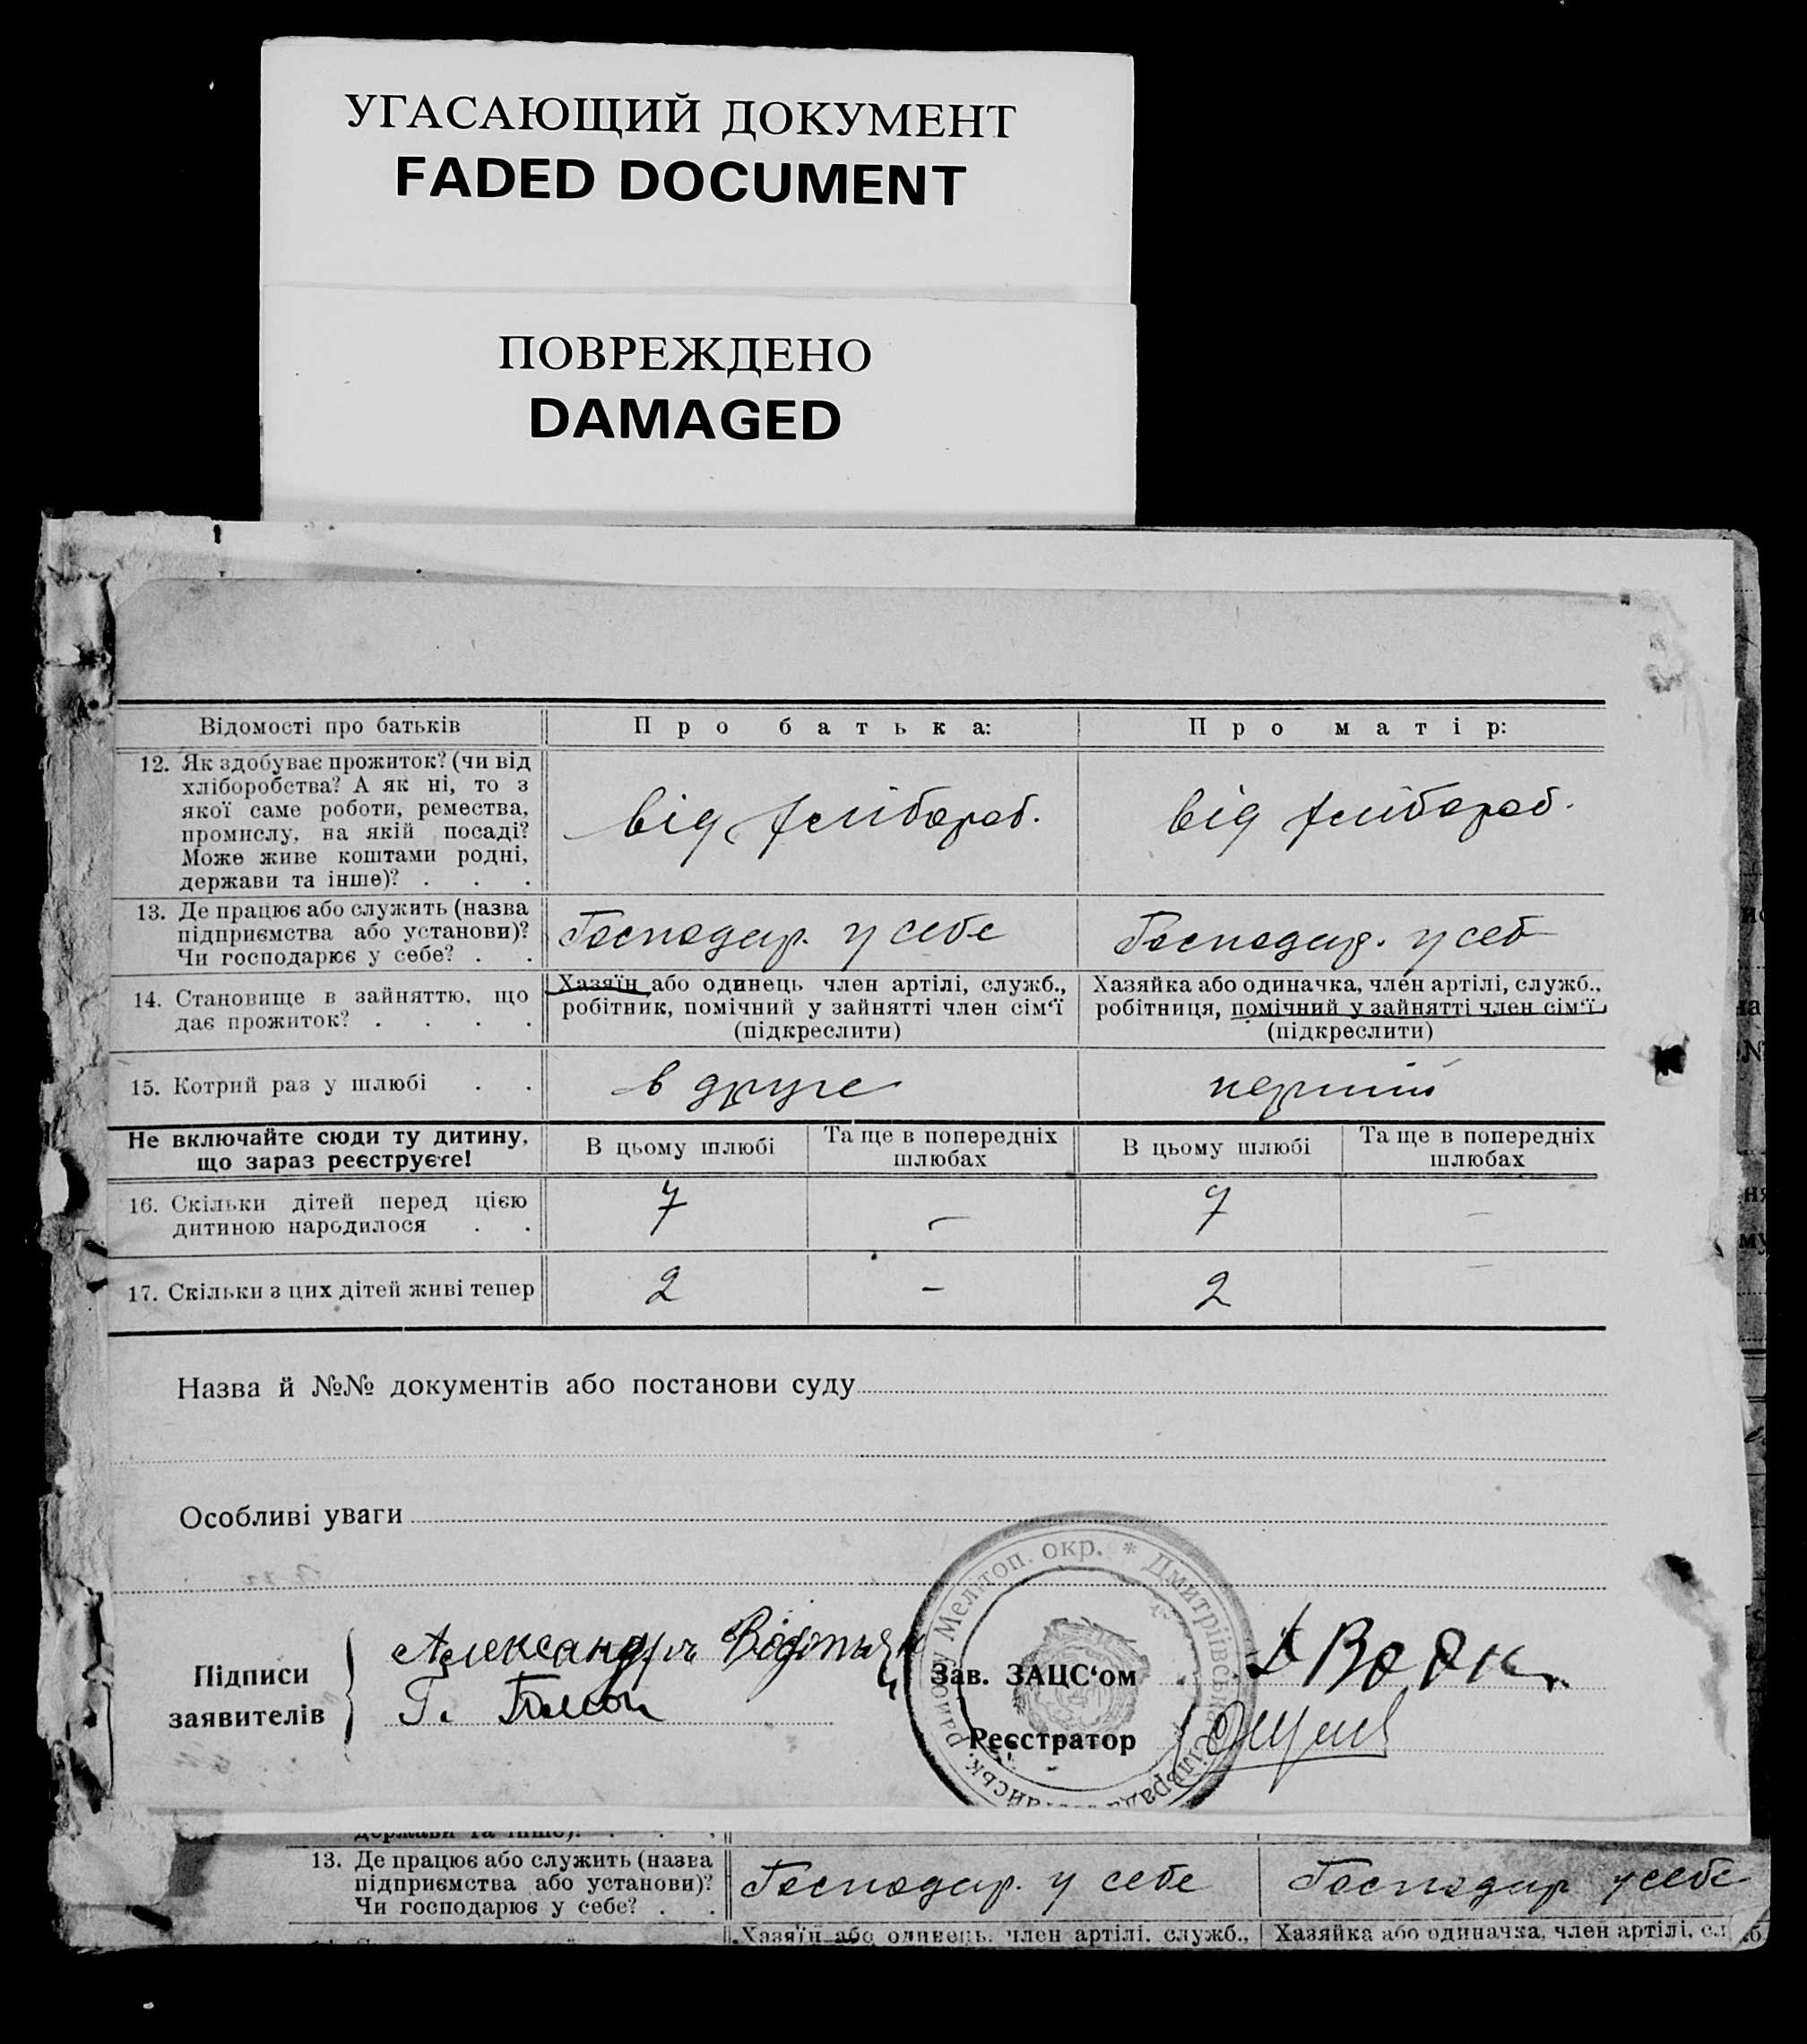 УГАСАЮЩИЙ ДОКУМЕНТ
FADED DOCUMENT
ПОВРЕЖДЕНО
DAMAGED
Відомості про батьків
Про батька:
Про матір:
12. Як здобуває прожиток? (чи від
хліборобства? А як ні, то з
якої саме роботи, ремества,
промислу, на якій посаді?
Може живе коштами родні,
держави та інше)? . . .
від хлібороб.
від хлібороб.
13. Де працює або служить (назва
підприємства або установи)?
Чи господарює у себе? . .
Господар. у себе
Господар. у себ
14. Становище в зайняттю, що
дає прожиток? . . . .
Хазяїн або одинець член артілі, служб.,
робітник, помічний у зайнятті член сім'ї
(підкреслити)
Хазяйка або одиначка, член артілі, служб.,
робітниця, помічний у зайнятті член сім'ї
(підкреслити)
15. Котрий раз у шлюбі . .
в друге
перший
Не включайте сюди ту дитину,
що зараз реєструєте!
В цьому шлюбі
Та ще в попередніх
шлюбах
В цьому шлюбі
Та ще в попередніх
шлюбах
16. Скільки дітей перед цією
дитиною народилося . .
7
–
7
–
17. Скільки з цих дітей живі тепер
2
–
2
–
Назва й №№ документів або постанови суду
Особливі уваги
Підписи
заявителів
Александръ
Г.
Зав. ЗАЦС'ом
Реєстратор
району Мелітоп. окр. * Дмитрівська сільрада
держави та інше). . . .
13. Де працює або служить (назва
підприємства або установи)?
Чи господарює у себе? . .
Господар. у себе
Господар у себе
Хазяїн або одинець. член артілі. служб.,
Хазяйка або одиначка, член артілі, сл